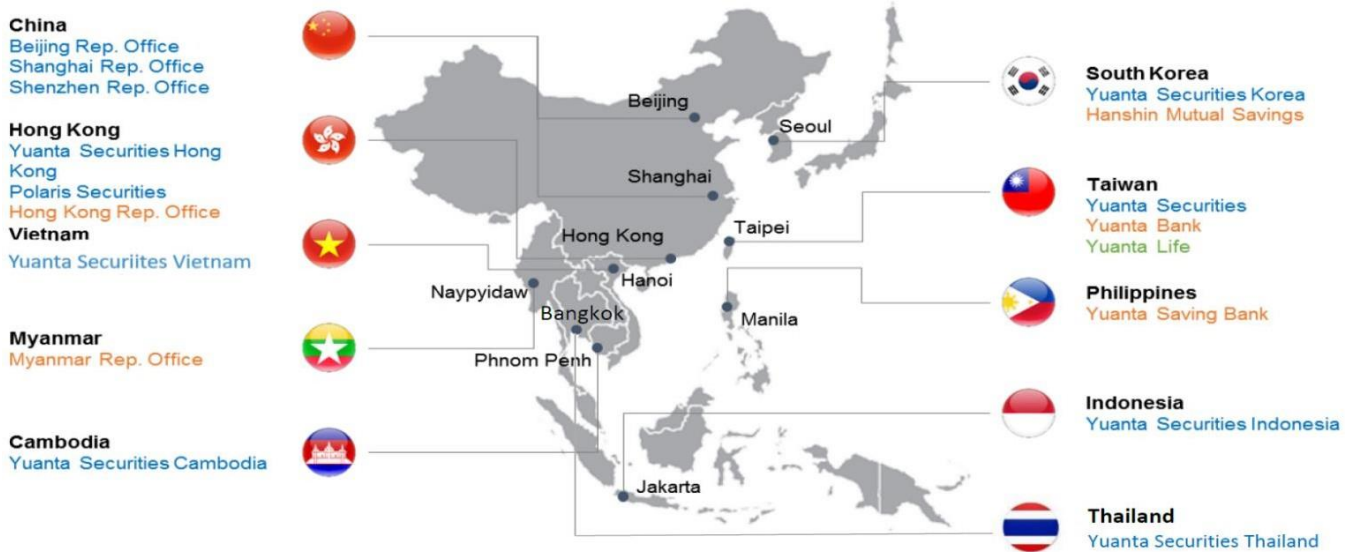 China
Beijing Rep. Office
Shanghai Rep. Office
Shenzhen Rep. Office
Hong Kong
Yuanta Securities Hong
Kong
Polaris Securities
Hong Kong Rep. Office
Vietnam
Yuanta Securiites Vietnam
Myanmar
Myanmar Rep. Office
Cambodia
Yuanta Securities Cambodia
Beijing
Seoul
Shanghai
Taipei
Hong Kong
Hanoi
Naypyidaw
Bangkok
Manila
Phnom Penh
Jakarta
South Korea
Yuanta Securities Korea
Hanshin Mutual Savings
Taiwan
Yuanta Securities
Yuanta Bank
Yuanta Life
Philippines
Yuanta Saving Bank
Indonesia
Yuanta Securities Indonesia
Thailand
Yuanta Securities Thailand